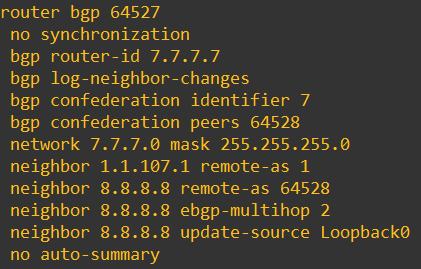 router bgp 64527
no synchronization
bgp router-id 7.7.7.7
bgp log-neighbor-changes
bgp confederation identifier 7
bgp confederation peers 64528
network 7.7.7.0 mask 255.255.255.0
neighbor 1.1.107.1 remote-as 1
neighbor 8.8.8.8 remote-as 64528
neighbor 8.8.8.8 ebgp-multihop 2
neighbor 8.8.8.8 update-source Loopback0
no auto-summary